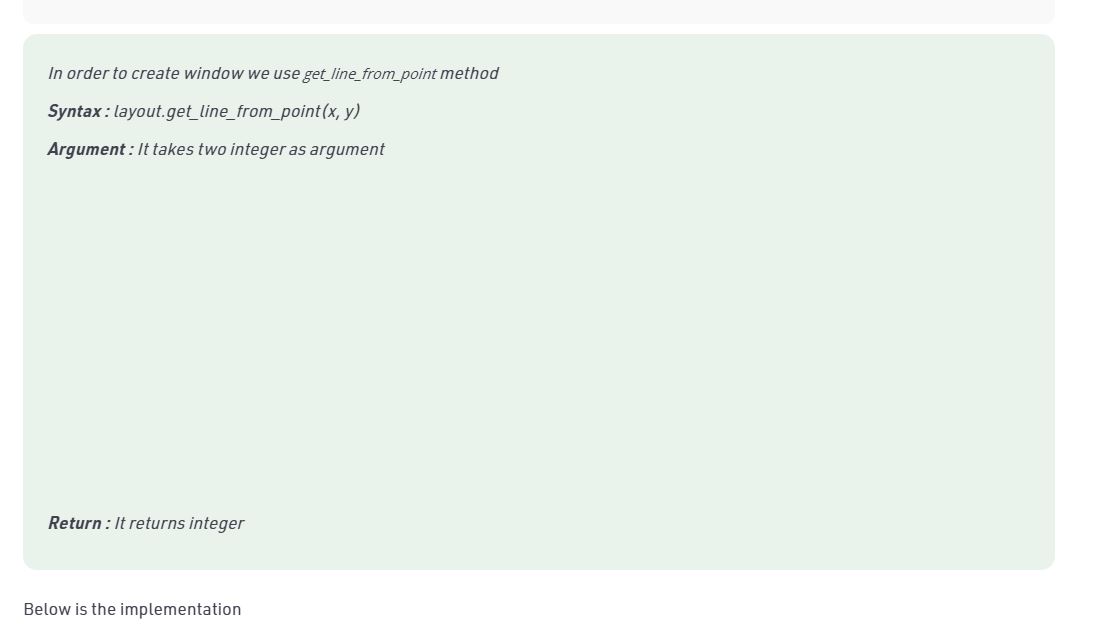 In order to create window we use get_line_from_point method
Syntax : layout.get_line_from_point(x, y)
Argument : It takes two integer as argument
Return : It returns integer
Below is the implementation